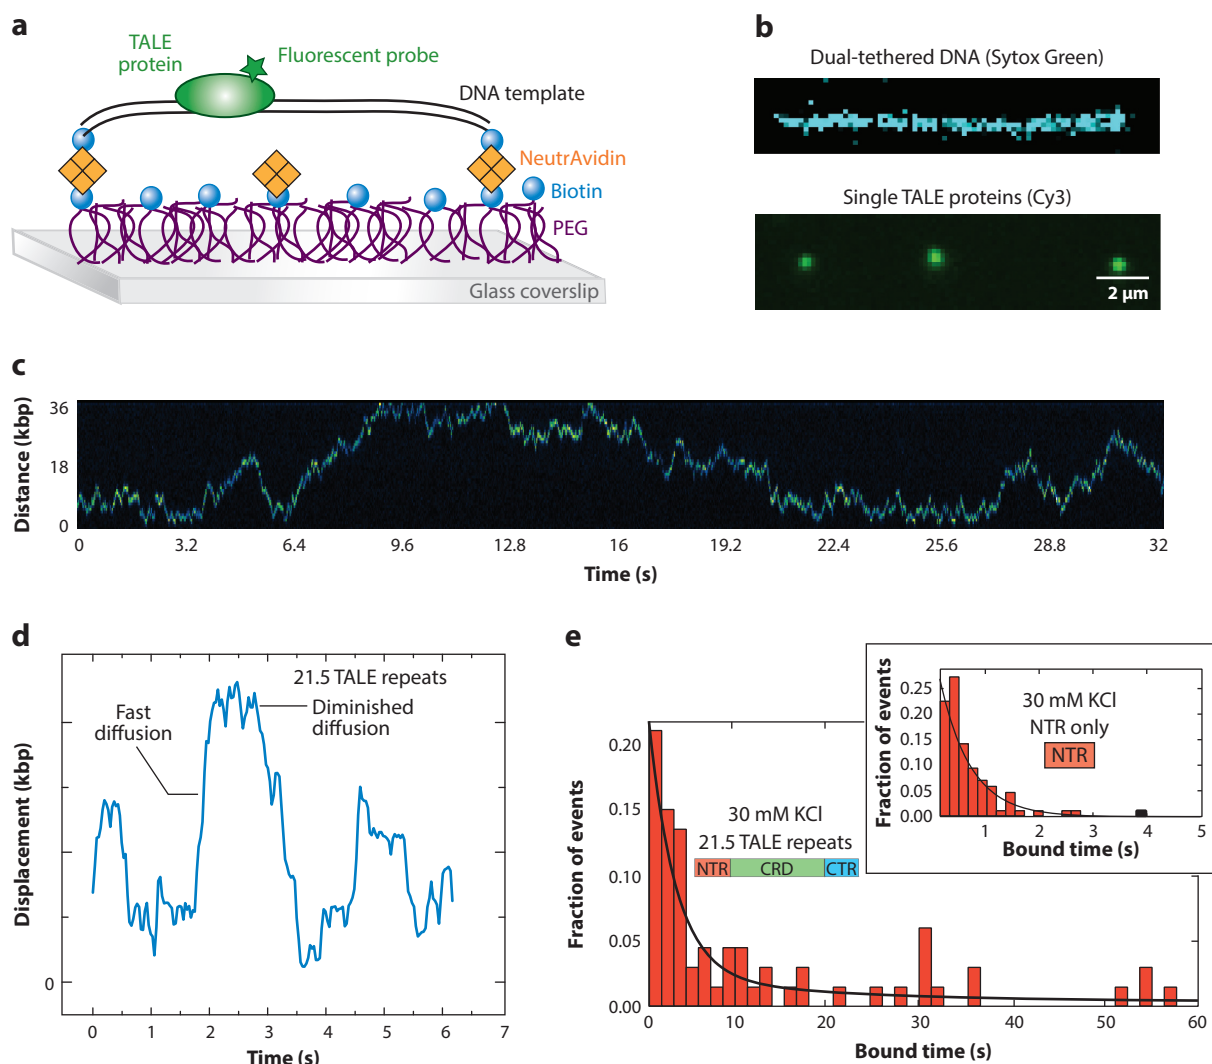 a
TALE
protein
Fluorescent probe
DNA template
NeutrAvidin
Biotin
PEG
Glass coverslip
b
Dual-tethered DNA (Sytox Green)
Single TALE proteins (Cy3)
2 µm
c
Distance (kbp)
36
18
0
0 3.2 6.4 9.6 12.8 16 19.2 22.4 25.6 28.8 32
Time (s)
d
Displacement (kbp)
21.5 TALE repeats
Fast
diffusion
Diminished
diffusion
0
0 1 2 3 4 5 6 7
Time (s)
e
Fraction of events
0.20
0.15
0.10
0.05
0.00
30 mM KCl
21.5 TALE repeats
NTR CRD CTR
0 10 20 30 40 50 60
Bound time (s)
Fraction of events
0.25
0.20
0.15
0.10
0.05
0.00
30 mM KCl
NTR only
NTR
1 2 3 4 5
Bound time (s)